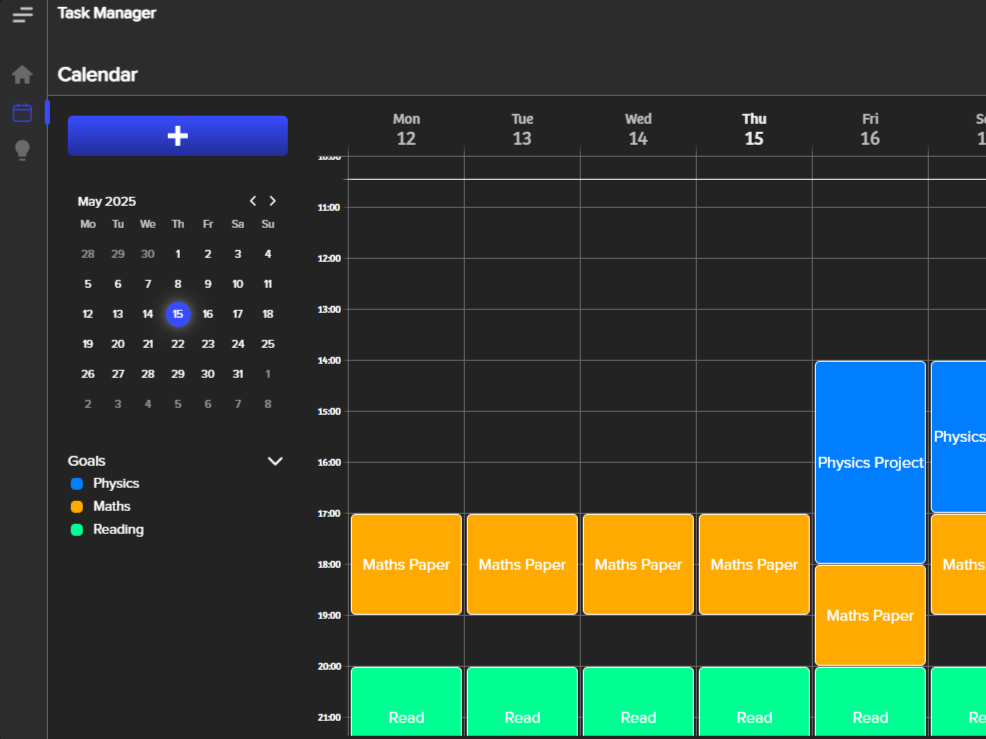 Task Manager
Calendar
+
May 2025
Mo Tu We Th Fr Sa Su
28 29 30 1 2 3 4
5 6 7 8 9 10 11
12 13 14 15 16 17 18
19 20 21 22 23 24 25
26 27 28 29 30 31 1
2 3 4 5 6 7 8
Goals
Physics
Maths
Reading
Mon Tue Wed Thu Fri
12 13 14 15 16
10:00
11:00
12:00
13:00
14:00
15:00
Physics
16:00 Physics Project
17:00
18:00 Maths Paper Maths Paper Maths Paper Maths Paper Maths
19:00 Maths Paper
20:00
21:00 Read Read Read Read Read